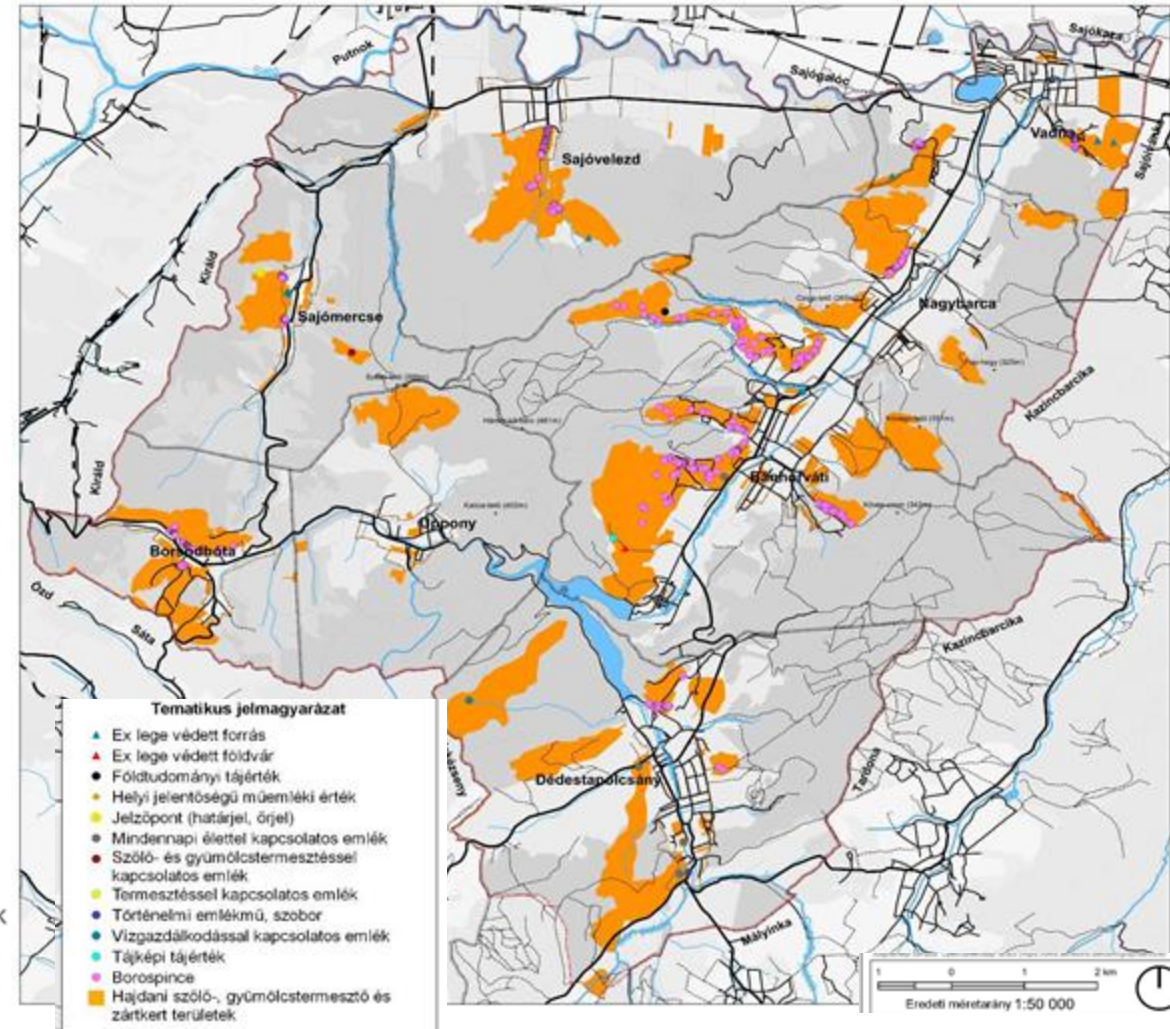 Putnok
Sajógalóc
Sajókaza
Vadna
Sajóvelezd
Királd
Sajómercse
Nagybarca
Kazincbarcika
Királd
Bánhorváti
Uppony
Borsodbóta
Ózd
Sáta
Kazincbarcika
Tardona
Dédestapolcsány
Mályinka
Tematikus jelmagyarázat
Ex lege védett forrás
Ex lege védett földvár
Földtudományi tájérték
Helyi jelentőségű műemléki érték
Jelzőpont (határjel, őrjel)
Mindennapi élettel kapcsolatos emlék
Szőlő- és gyümölcstermesztéssel
kapcsolatos emlék
Termesztéssel kapcsolatos emlék
Történelmi emlékmű, szobor
Vízgazdálkodással kapcsolatos emlék
Tájképi tájérték
Borospince
Hajdani szőlő-, gyümölcstermesztő és
zártkert területek
1 0 1 2 km
Eredeti méretarány 1:50 000